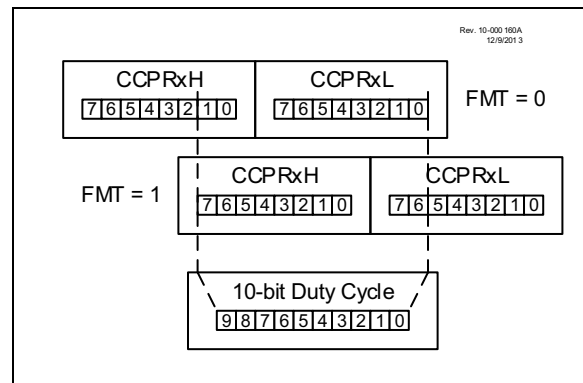 Rev. 10-000 160A
12/9/201 3
CCPRxH CCPRxL
7 6 5 4 3 2 1 0 7 6 5 4 3 2 1 0
FMT = 0
CCPRxH CCPRxL
FMT = 1
7 6 5 4 3 2 1 0 7 6 5 4 3 2 1 0
10-bit Duty Cycle
9 8 7 6 5 4 3 2 1 0